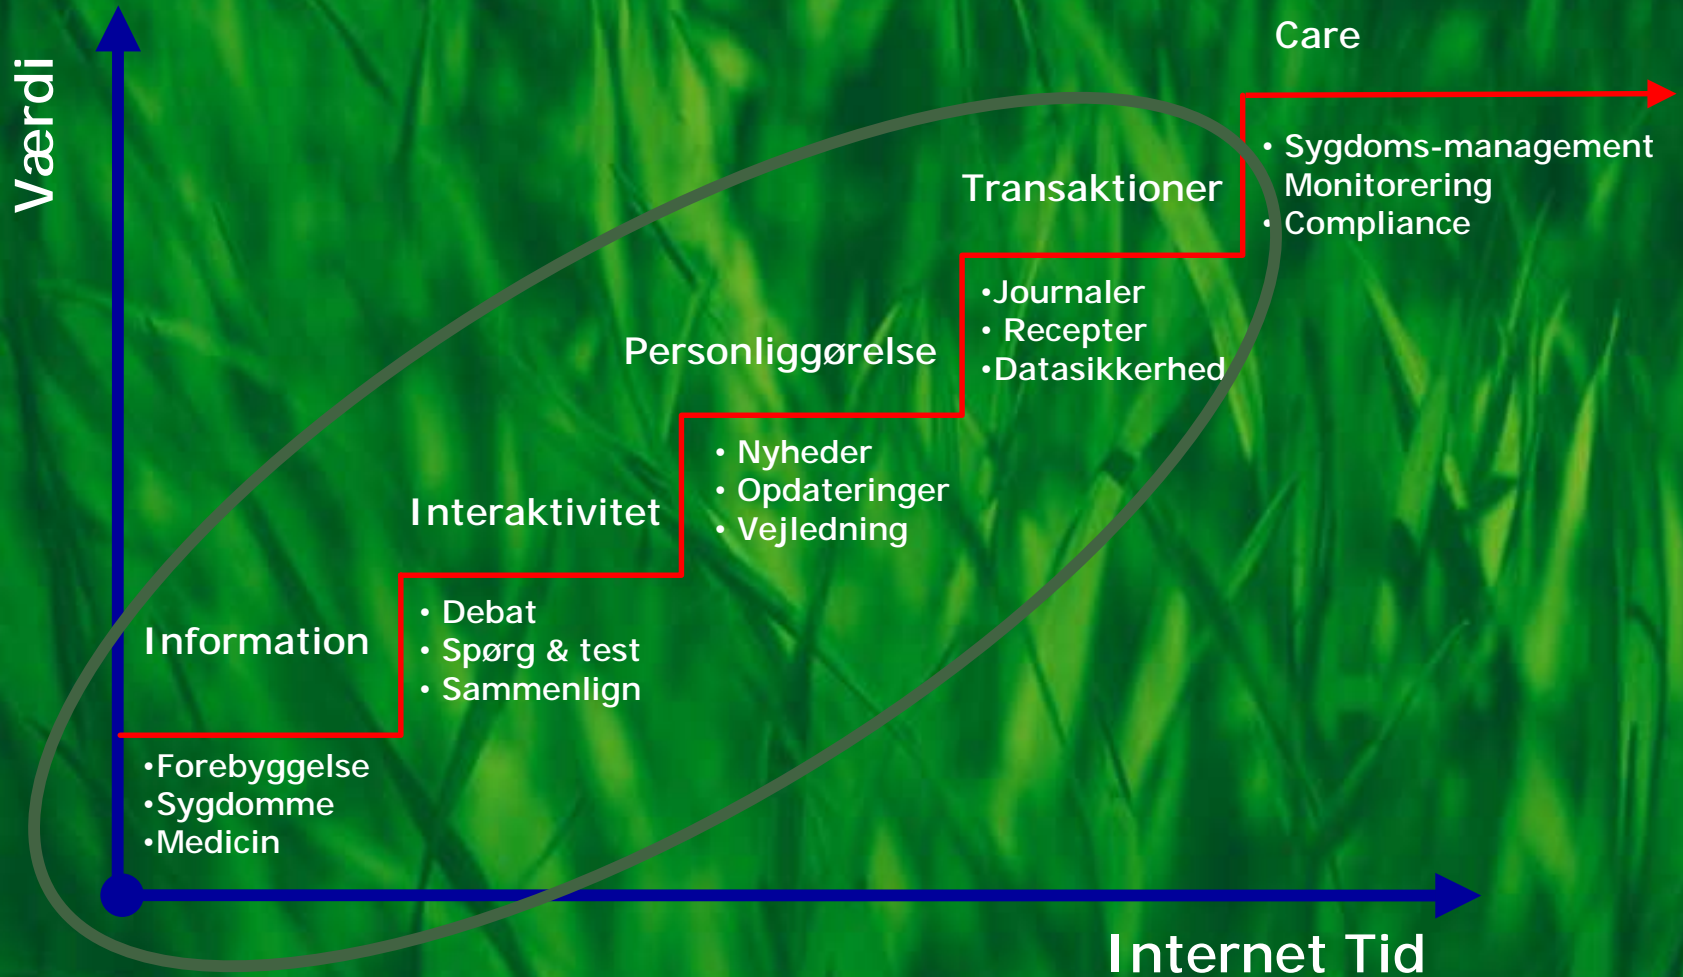 Værdi
Care
• Sygdoms-management
Monitorering
• Compliance
Transaktioner
•Journaler
• Recepter
•Datasikkerhed
Personliggørelse
• Nyheder
• Opdateringer
• Vejledning
Interaktivitet
• Debat
• Spørg & test
• Sammenlign
Information
•Forebyggelse
•Sygdomme
•Medicin
Internet Tid